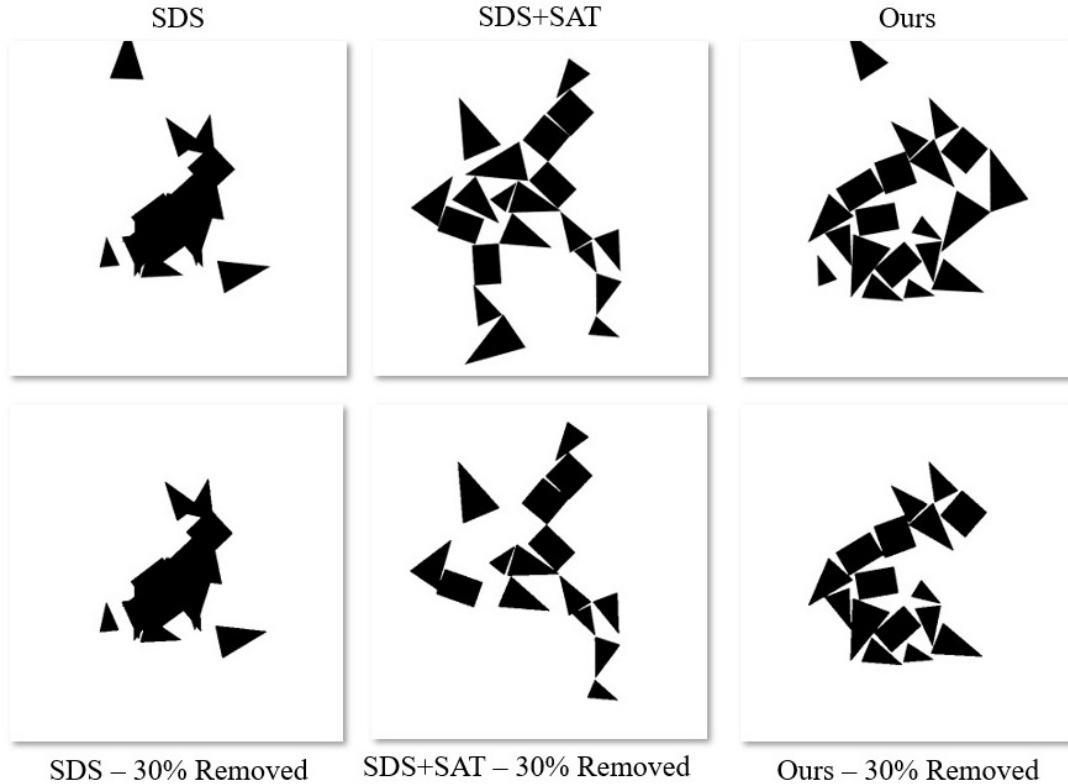 SDS
SDS+SAT
Ours
SDS – 30% Removed
SDS+SAT – 30% Removed
Ours – 30% Removed